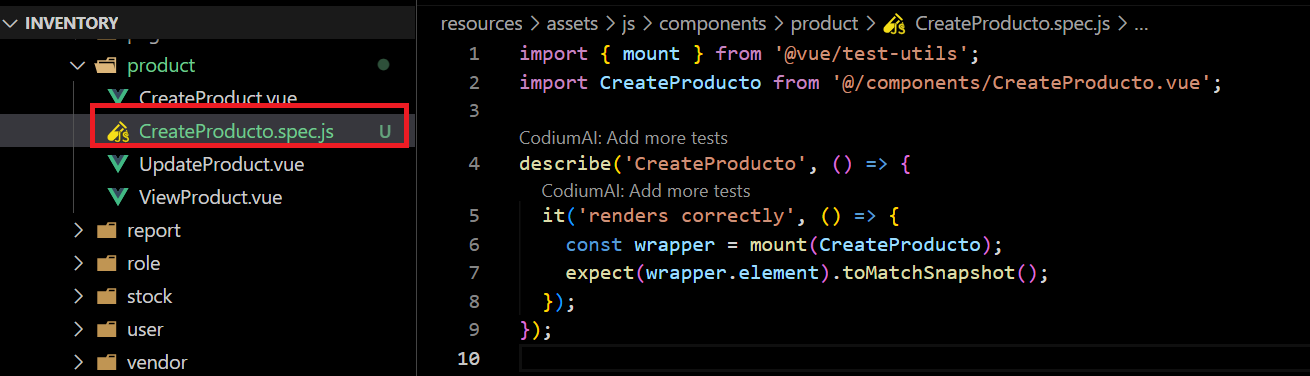 INVENTORY
product
CreateProduct.vue
CreateProducto.spec.js U
UpdateProduct.vue
ViewProduct.vue
report
role
stock
user
vendor
resources > assets > js > components > product > CreateProducto.spec.js > ...
1 import { mount } from '@vue/test-utils';
2 import CreateProducto from '@/components/CreateProducto.vue';
3
CodiumAI: Add more tests
4 describe('CreateProducto', () => {
CodiumAI: Add more tests
5 it('renders correctly', () => {
6 const wrapper = mount(CreateProducto);
7 expect(wrapper.element).toMatchSnapshot();
8 });
9 });
10